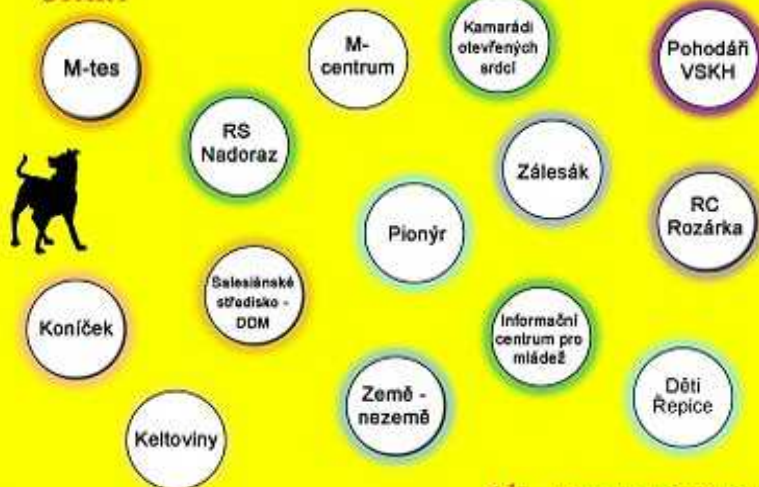 M-tes
M-
centrum
Kamarádi
otevřených
srdcí
Pohodáři
VSKH
RS
Nadoraz
Zálesák
RC
Rozárka
Pionýr
Salesiánské
středisko -
DDM
Koníček
Informační
centrum pro
mládež
Země -
nezemě
Děti
Řepice
Keltoviny